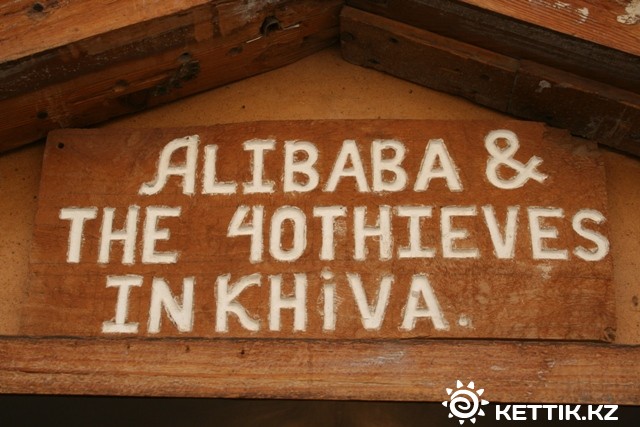 ALIBABA &
THE 40THIEVES
IN KHiVA.
KETTIK.KZ